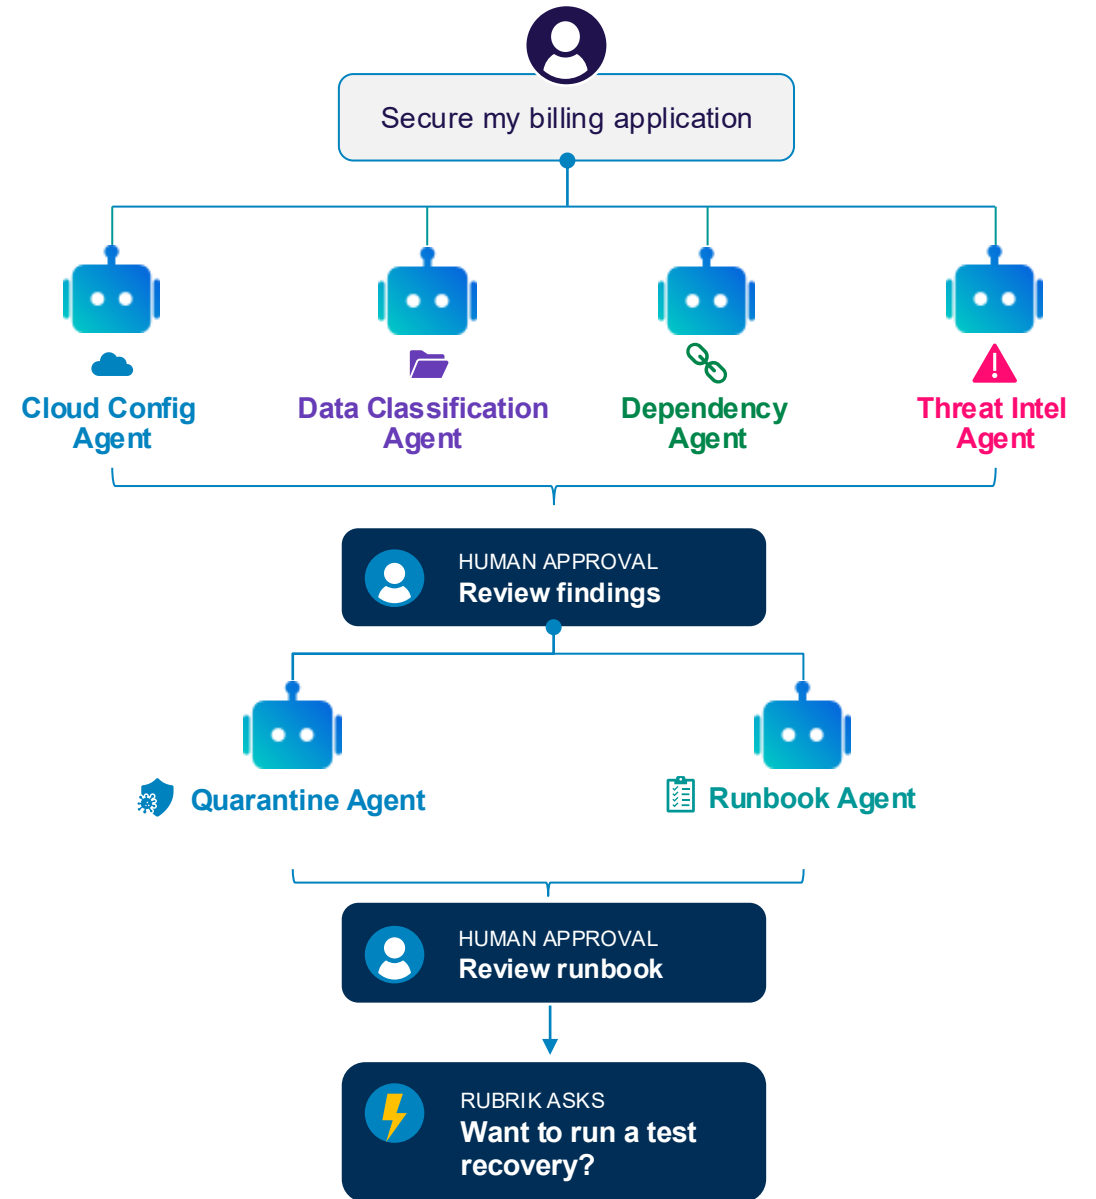 Secure my billing application
Cloud Config
Agent
Data Classification
Agent
Dependency
Agent
Threat Intel
Agent
HUMAN APPROVAL
Review findings
Quarantine Agent
Runbook Agent
HUMAN APPROVAL
Review runbook
RUBRIK ASKS
Want to run a test
recovery?